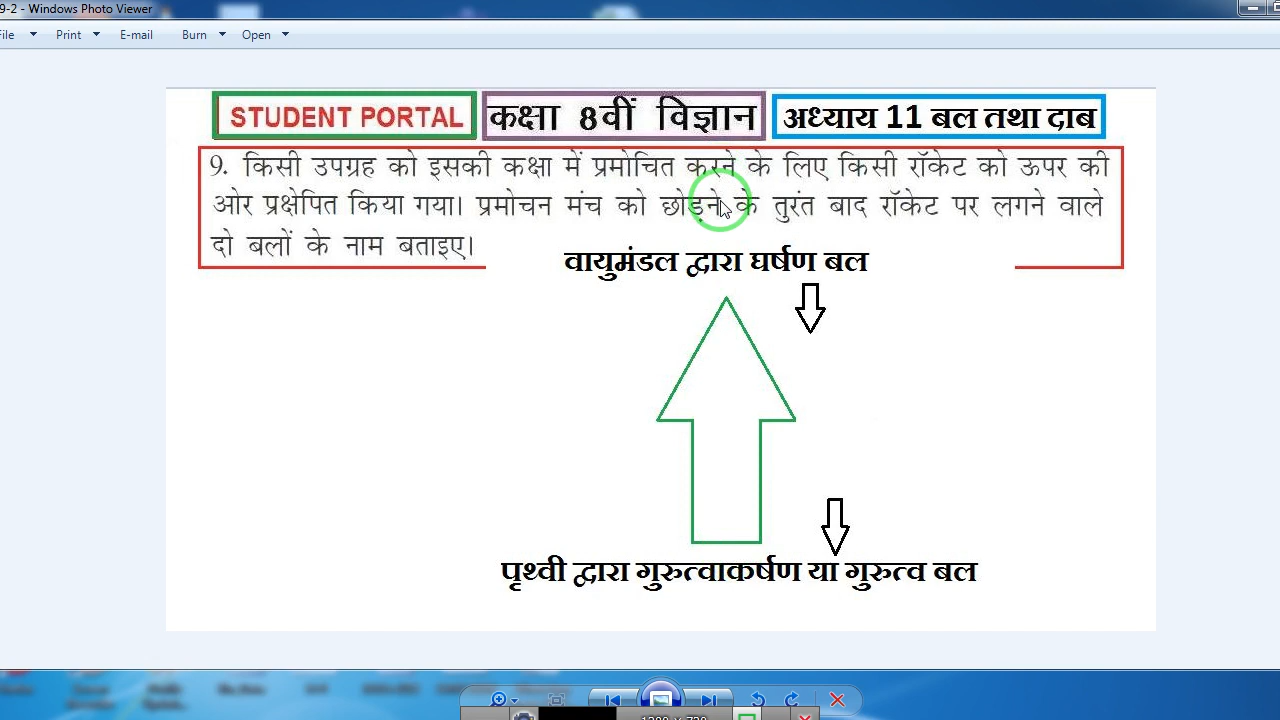 9-2 - Windows Photo Viewer
File Print E-mail Burn Open
STUDENT PORTAL कक्षा 8वीं विज्ञान अध्याय 11 बल तथा दाब
9. किसी उपग्रह को इसकी कक्षा में प्रमोचित करने के लिए किसी रॉकेट को ऊपर की
ओर प्रक्षेपित किया गया। प्रमोचन मंच को छोड़ने के तुरंत बाद रॉकेट पर लगने वाले
दो बलों के नाम बताइए।
वायुमंडल द्वारा घर्षण बल
पृथ्वी द्वारा गुरुत्वाकर्षण या गुरुत्व बल